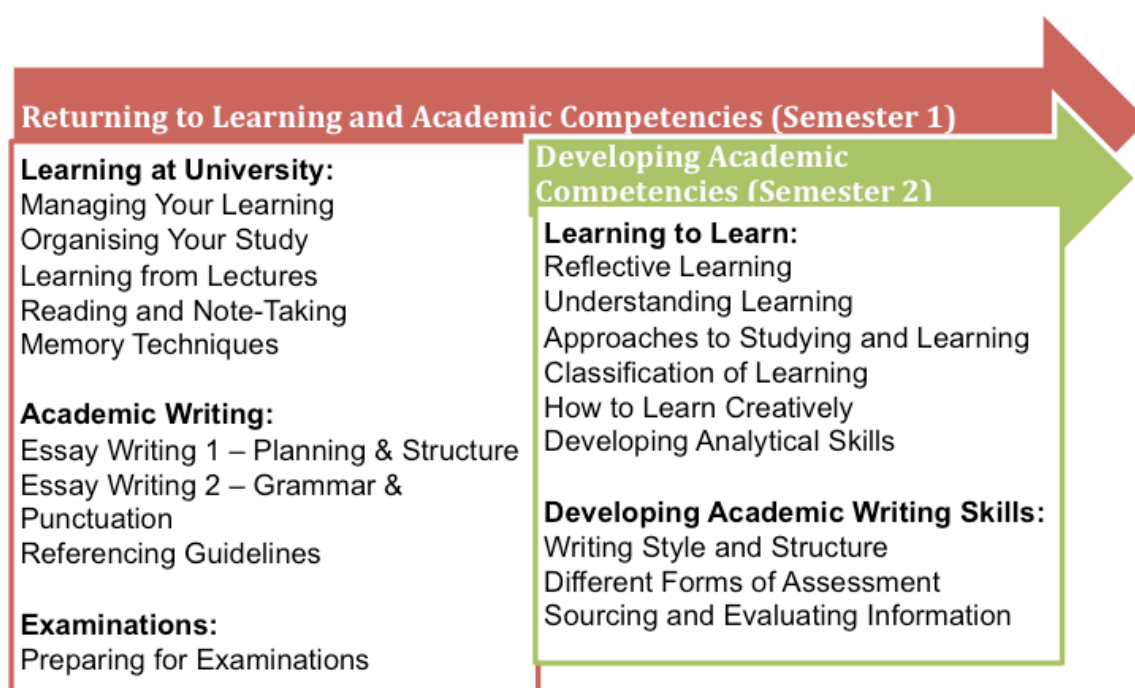 Returning to Learning and Academic Competencies (Semester 1)
Learning at University:
Managing Your Learning
Organising Your Study
Learning from Lectures
Reading and Note-Taking
Memory Techniques
Academic Writing:
Essay Writing 1 – Planning & Structure
Essay Writing 2 – Grammar &
Punctuation
Referencing Guidelines
Examinations:
Preparing for Examinations
Developing Academic
Competencies (Semester 2)
Learning to Learn:
Reflective Learning
Understanding Learning
Approaches to Studying and Learning
Classification of Learning
How to Learn Creatively
Developing Analytical Skills
Developing Academic Writing Skills:
Writing Style and Structure
Different Forms of Assessment
Sourcing and Evaluating Information